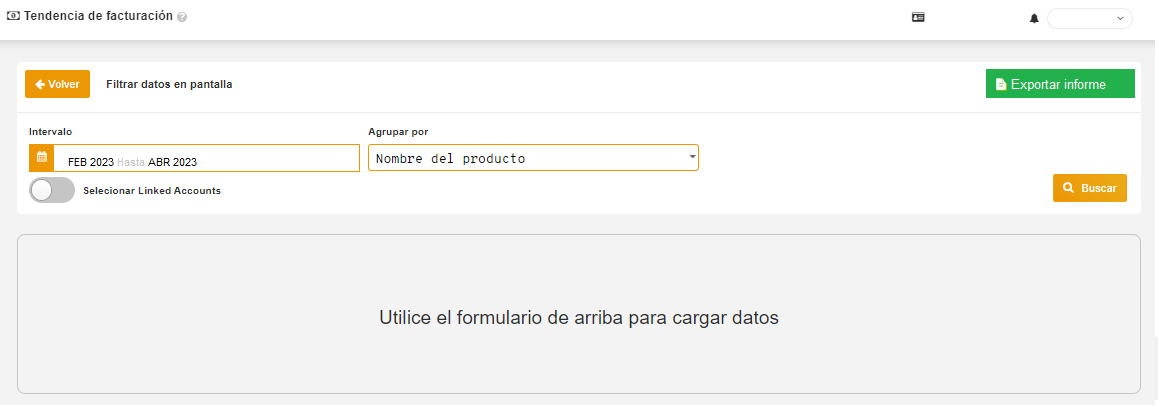 Tendencia de facturación
Volver
Filtrar datos en pantalla
Exportar informe
Intervalo
Agrupar por
FEB 2023 Hasta ABR 2023
Nombre del producto
Selecionar Linked Accounts
Buscar
Utilice el formulario de arriba para cargar datos